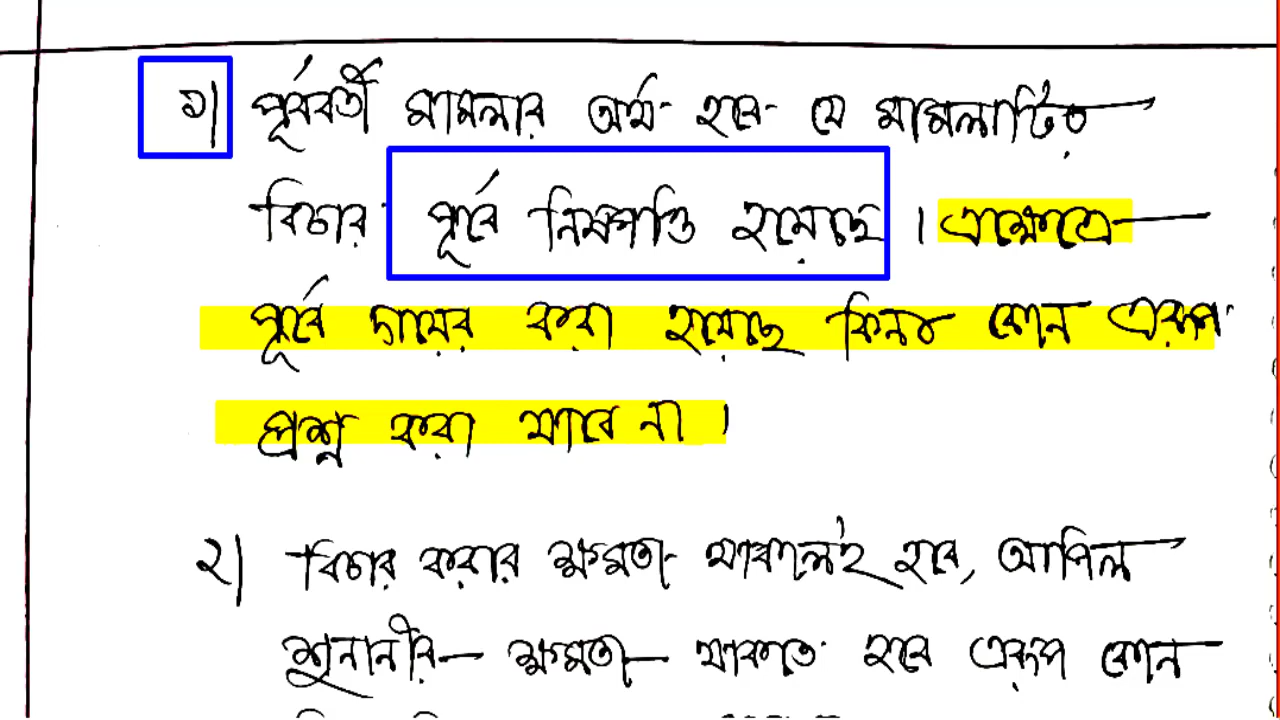 ১) পূর্ববর্তী মামলার অর্থ হবে যে মামলাটির
বিচার পূর্বে নিষ্পত্তি হয়েছে । এক্ষেত্রে
পূর্বে দায়ের করা হয়েছে কিনা কোন এরূপ
প্রশ্ন করা যাবে না ।
২) বিচার করার ক্ষমতা থাকলেই হবে, আপিল
শুনানীর ক্ষমতা থাকতে হবে এরূপ কোন